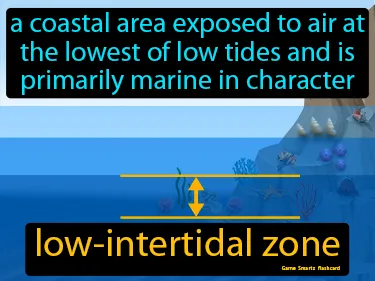 a coastal area exposed to air at
the lowest of low tides and is
primarily marine in character
low-intertidal zone
Game Smartz flashcard